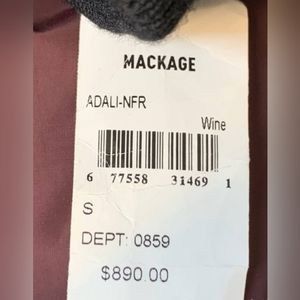 MACKAGE
ADALI-NFR
Wine
6 77558 31469 1
S
DEPT: 0859
$890.00